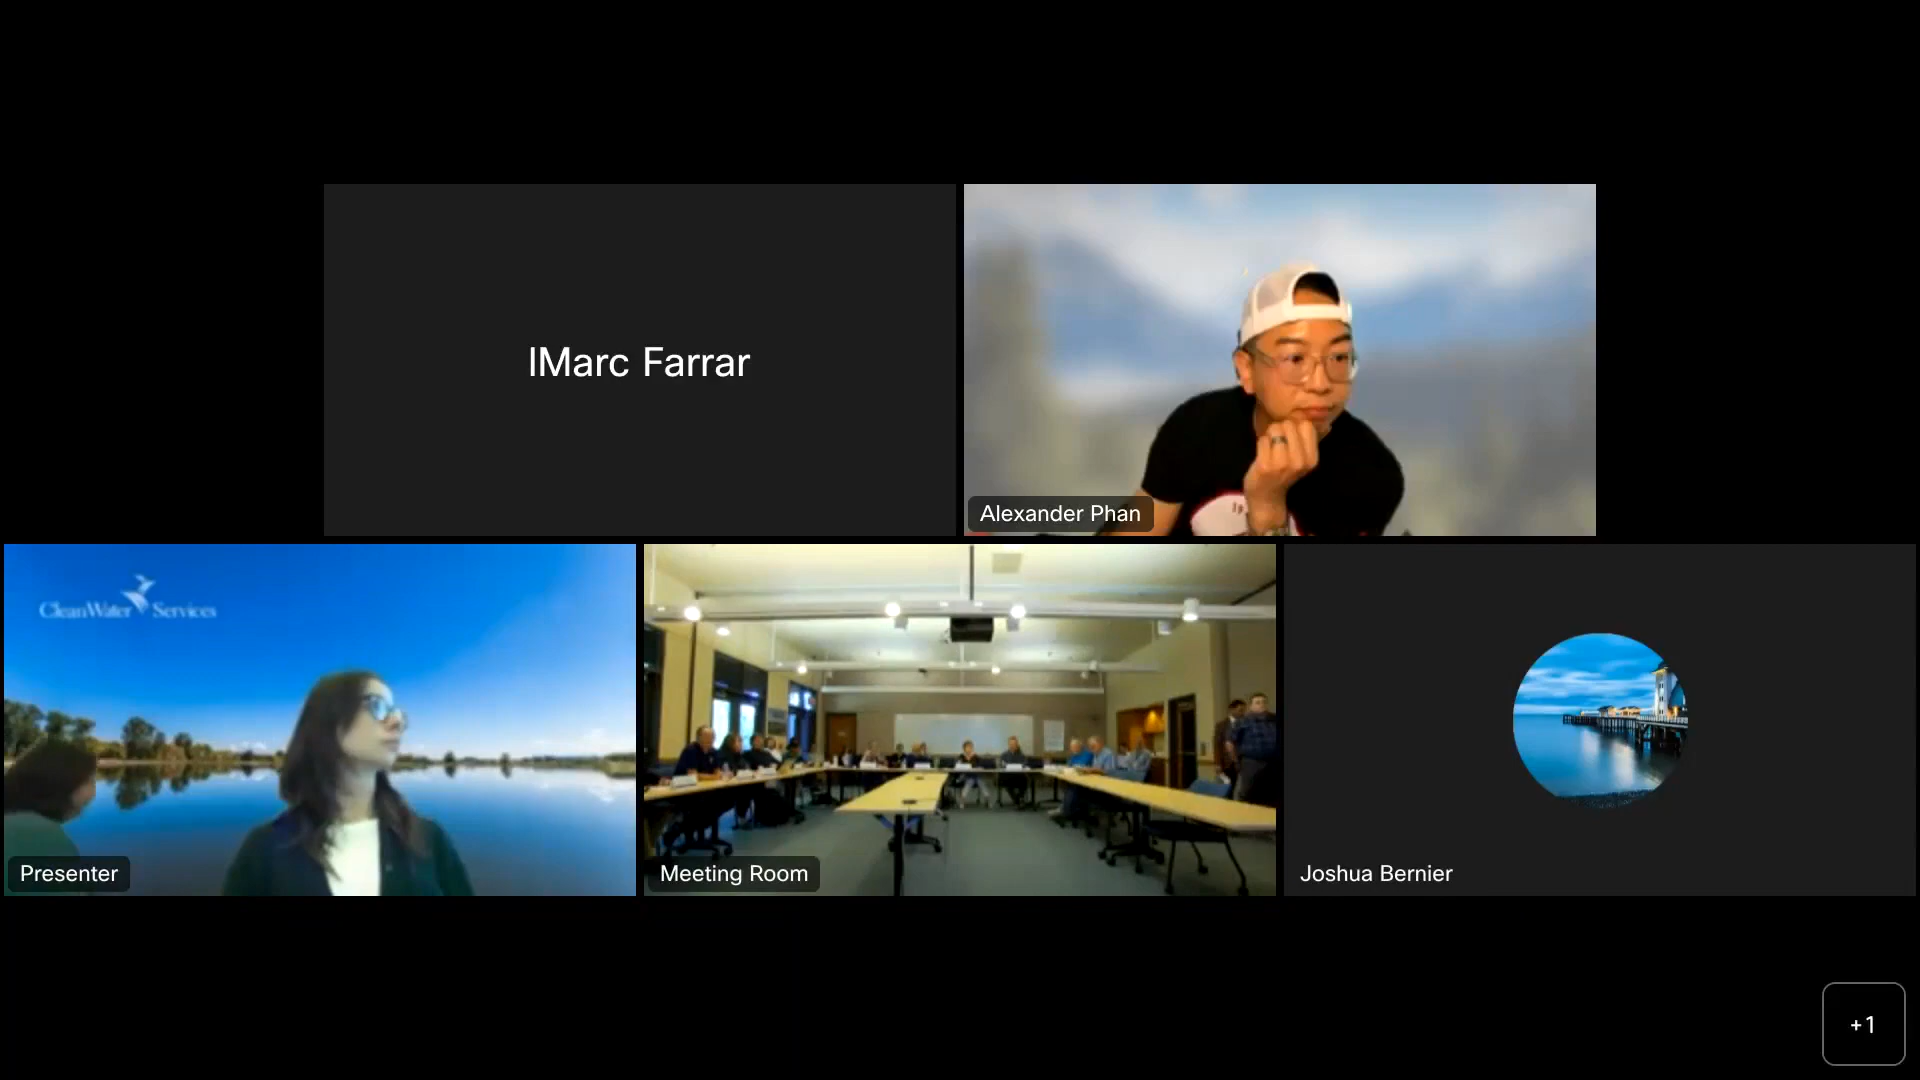 IMarc Farrar
Alexander Phan
CleanWater Services
Presenter
Meeting Room
Joshua Bernier
+1